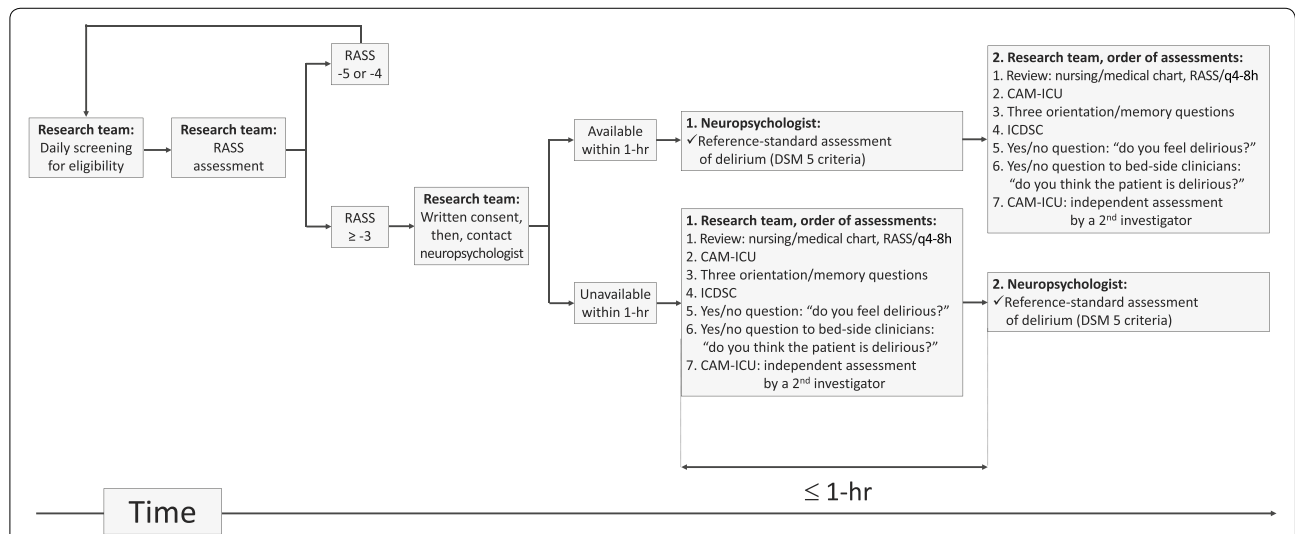 Research team:
Daily screening
for eligibility
Research team:
RASS
assessment
RASS
-5 or -4
RASS
≥ -3
Research team:
Written consent,
then, contact
neuropsychologist
Available
within 1-hr
Unavailable
within 1-hr
1. Neuropsychologist:
✓Reference-standard assessment
of delirium (DSM 5 criteria)
2. Research team, order of assessments:
1. Review: nursing/medical chart, RASS/q4-8h
2. CAM-ICU
3. Three orientation/memory questions
4. ICDSC
5. Yes/no question: “do you feel delirious?”
6. Yes/no question to bed-side clinicians:
“do you think the patient is delirious?”
7. CAM-ICU: independent assessment
by a 2nd investigator
1. Research team, order of assessments:
1. Review: nursing/medical chart, RASS/q4-8h
2. CAM-ICU
3. Three orientation/memory questions
4. ICDSC
5. Yes/no question: “do you feel delirious?”
6. Yes/no question to bed-side clinicians:
“do you think the patient is delirious?”
7. CAM-ICU: independent assessment
by a 2nd investigator
2. Neuropsychologist:
✓Reference-standard assessment
of delirium (DSM 5 criteria)
≤ 1-hr
Time